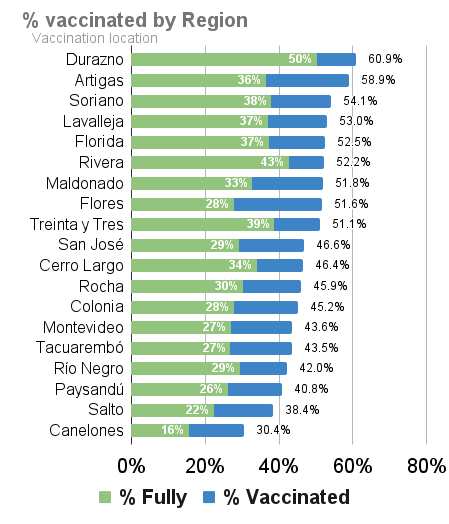 % vaccinated by Region
Vaccination location
Durazno 50% 60.9%
Artigas 36% 58.9%
Soriano 38% 54.1%
Lavalleja 37% 53.0%
Florida 37% 52.5%
Rivera 43% 52.2%
Maldonado 33% 51.8%
Flores 28% 51.6%
Treinta y Tres 39% 51.1%
San José 29% 46.6%
Cerro Largo 34% 46.4%
Rocha 30% 45.9%
Colonia 28% 45.2%
Montevideo 27% 43.6%
Tacuarembó 27% 43.5%
Río Negro 29% 42.0%
Paysandú 26% 40.8%
Salto 22% 38.4%
Canelones 16% 30.4%
0% 20% 40% 60% 80%
% Fully % Vaccinated